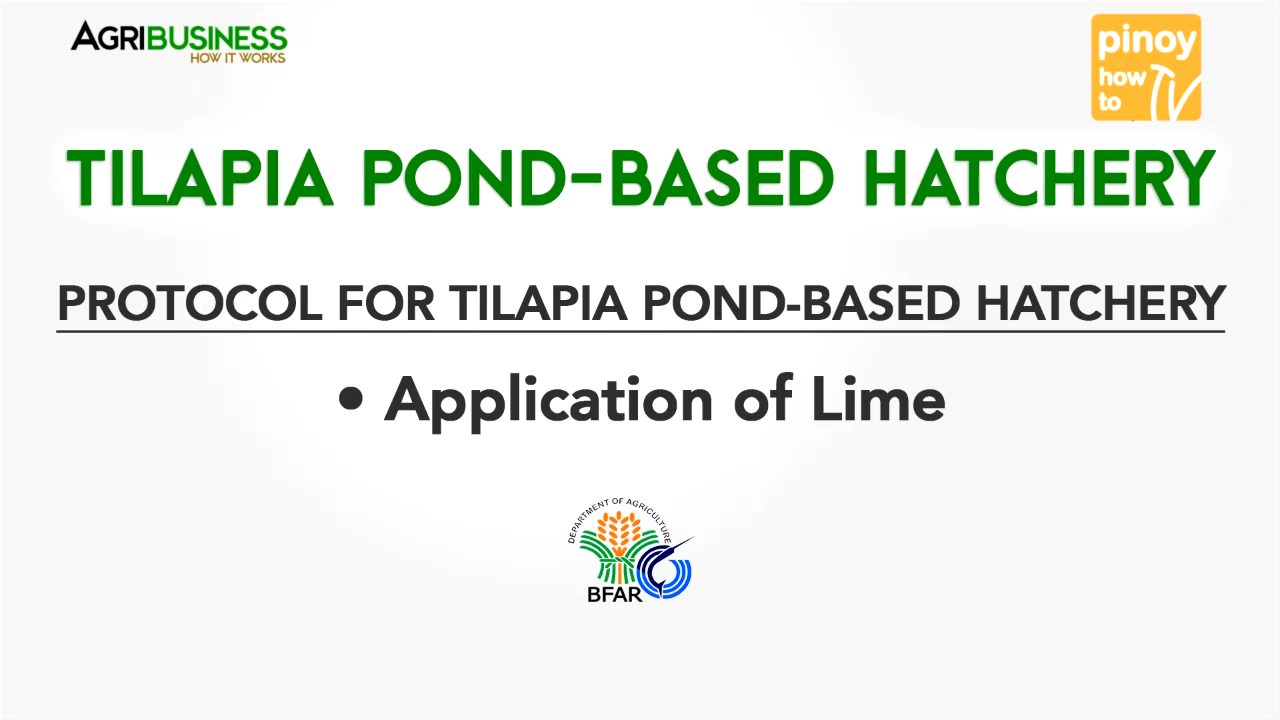 AGRIBUSINESS
HOW IT WORKS
pinoy
how
to TV
TILAPIA POND-BASED HATCHERY
PROTOCOL FOR TILAPIA POND-BASED HATCHERY
• Application of Lime
DEPARTMENT OF AGRICULTURE
BFAR